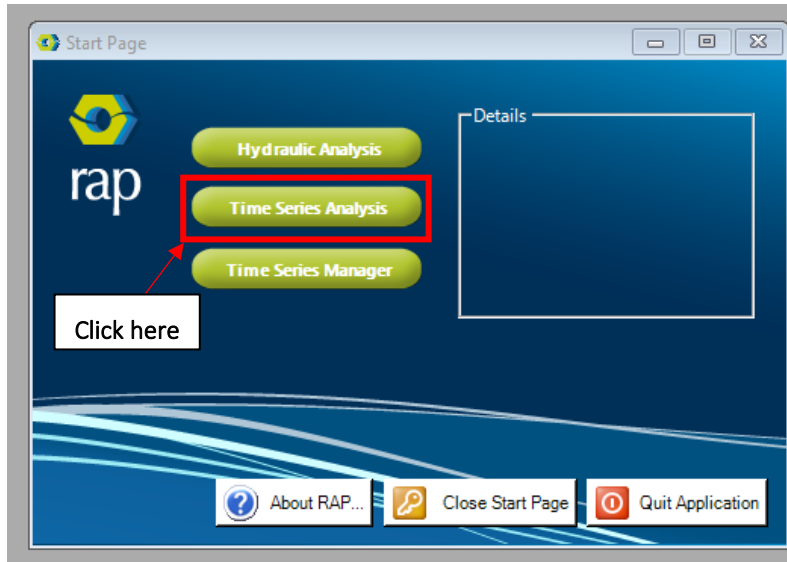 Start Page
Details
Hydraulic Analysis
rap
Time Series Analysis
Time Series Manager
Click here
About RAP...
Close Start Page
Quit Application